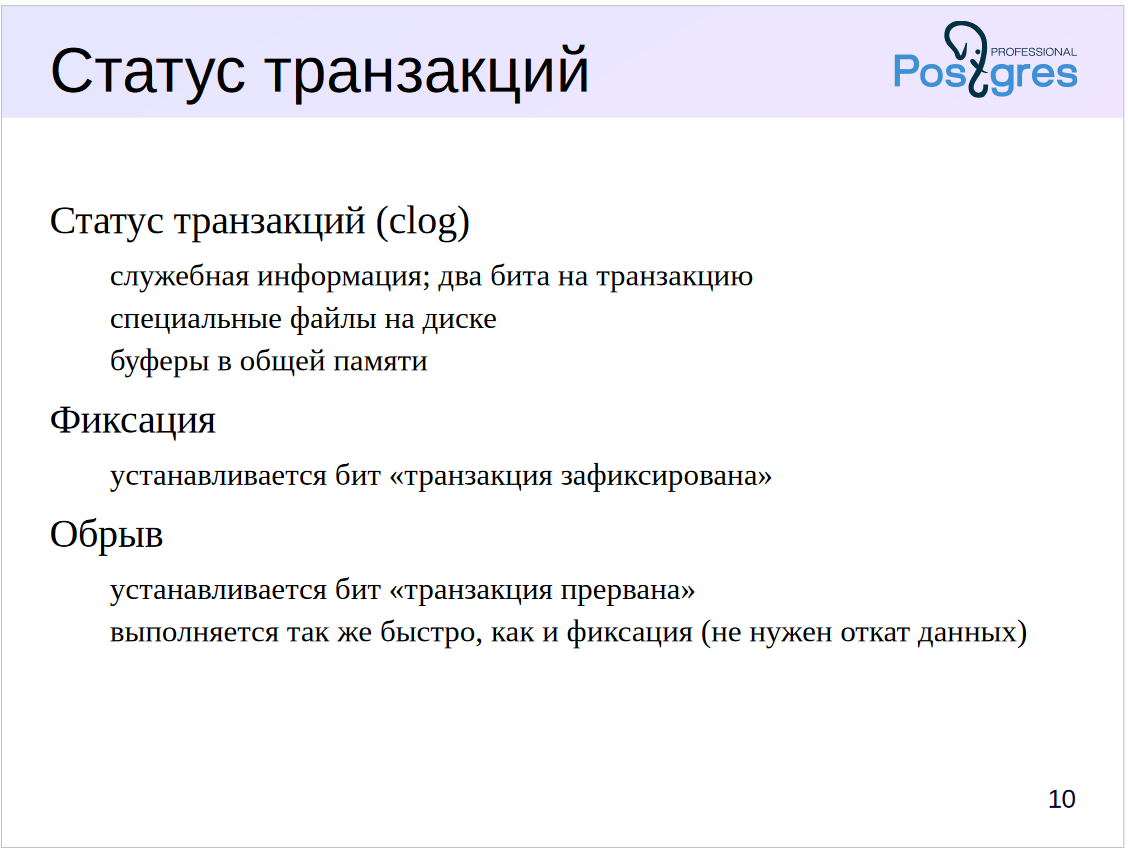 Статус транзакций
PROFESSIONAL
Postgres
Статус транзакций (clog)
служебная информация; два бита на транзакцию
специальные файлы на диске
буферы в общей памяти
Фиксация
устанавливается бит «транзакция зафиксирована»
Обрыв
устанавливается бит «транзакция прервана»
выполняется так же быстро, как и фиксация (не нужен откат данных)
10